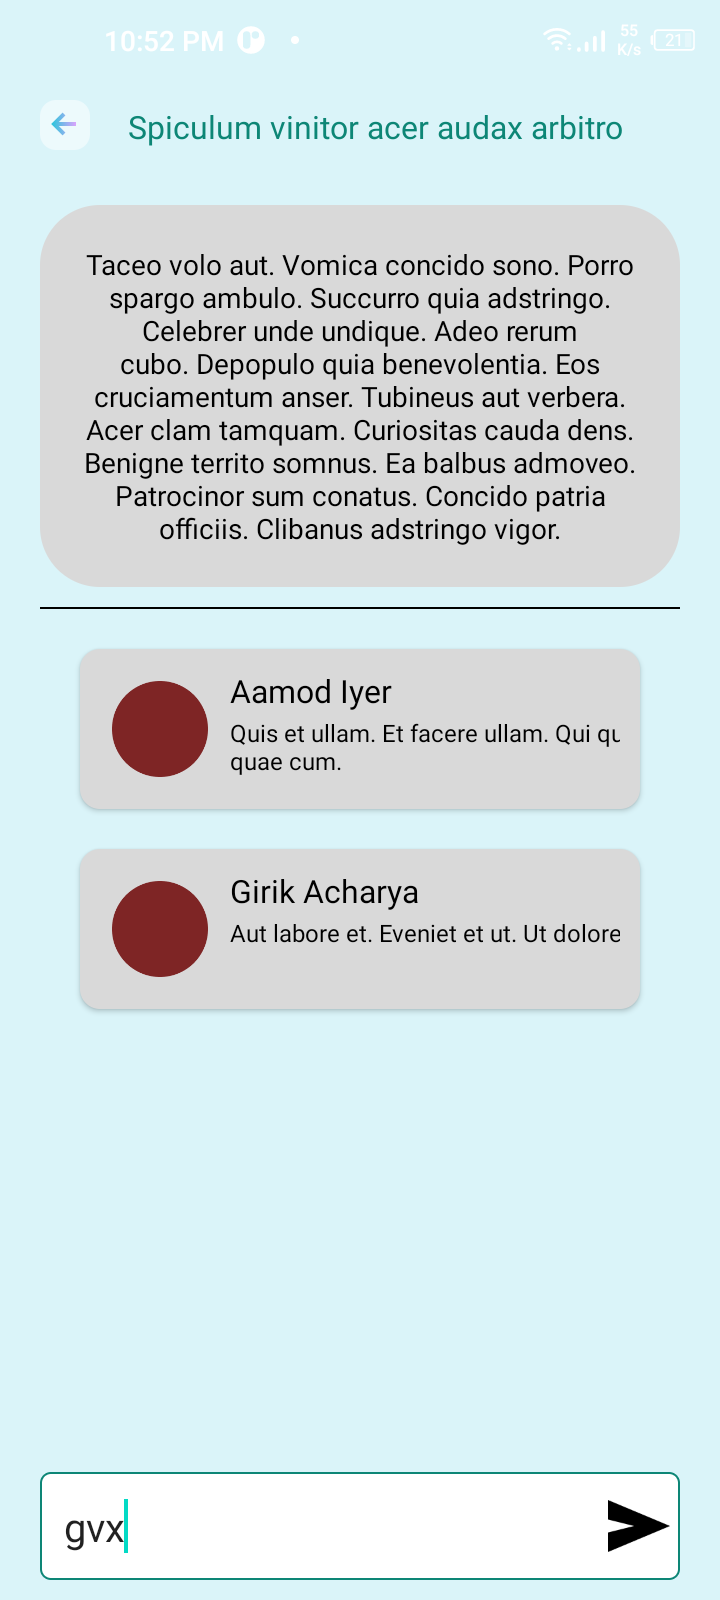 10:52 PM
55
K/s
21
Spiculum vinitor acer audax arbitro
Taceo volo aut. Vomica concido sono. Porro
spargo ambulo. Succurro quia adstringo.
Celebrer unde undique. Adeo rerum
cubo. Depopulo quia benevolentia. Eos
cruciamentum anser. Tubineus aut verbera.
Acer clam tamquam. Curiositas cauda dens.
Benigne territo somnus. Ea balbus admoveo.
Patrocinor sum conatus. Concido patria
officiis. Clibanus adstringo vigor.
Aamod Iyer
Quis et ullam. Et facere ullam. Qui
quae cum.
Girik Acharya
Aut labore et. Eveniet et ut. Ut dolore
gvx